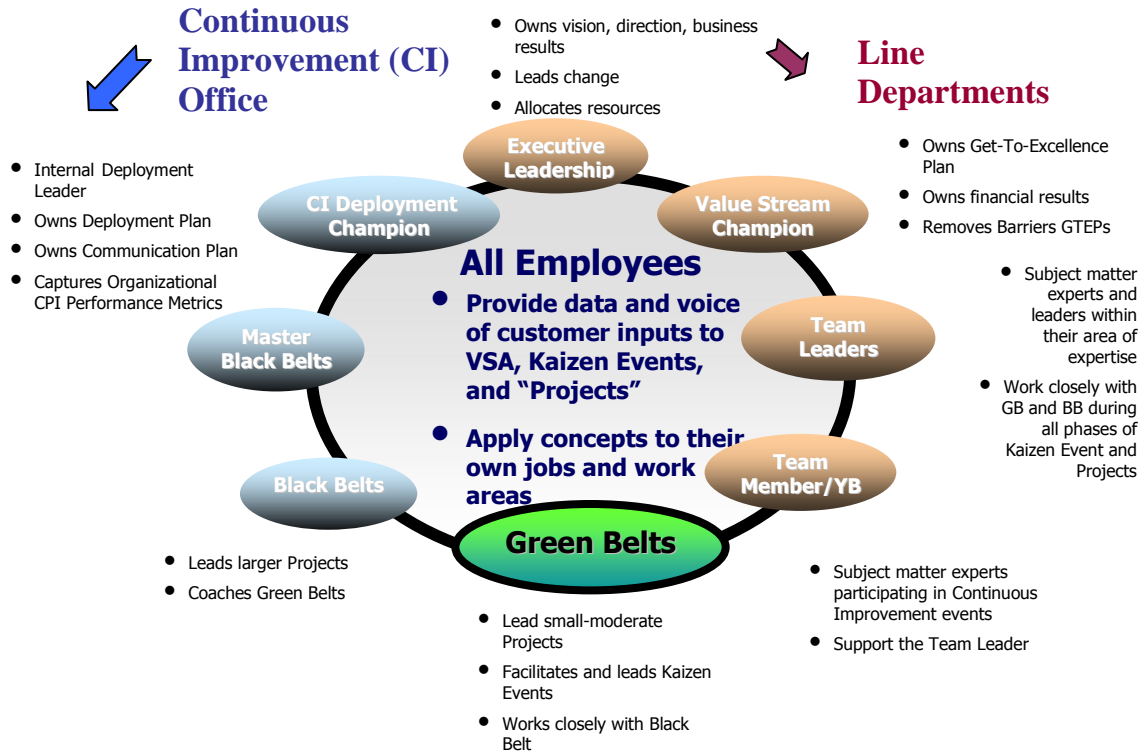 Continuous
Improvement (CI)
Office
• Owns vision, direction, business
results
• Leads change
• Allocates resources
Line
Departments
• Internal Deployment
Leader
• Owns Deployment Plan
• Owns Communication Plan
• Captures Organizational
CPI Performance Metrics
Executive
Leadership
CI Deployment
Champion
Value Stream
Champion
• Owns Get-To-Excellence
Plan
• Owns financial results
• Removes Barriers GTEPs
All Employees
• Provide data and voice
of customer inputs to
VSA, Kaizen Events,
and “Projects”
• Apply concepts to their
own jobs and work
areas
Master
Black Belts
Team
Leaders
• Subject matter
experts and
leaders within
their area of
expertise
• Work closely with
GB and BB during
all phases of
Kaizen Event and
Projects
Black Belts
Team
Member/YB
Green Belts
• Leads larger Projects
• Coaches Green Belts
• Lead small-moderate
Projects
• Facilitates and leads Kaizen
Events
• Works closely with Black
Belt
• Subject matter experts
participating in Continuous
Improvement events
• Support the Team Leader